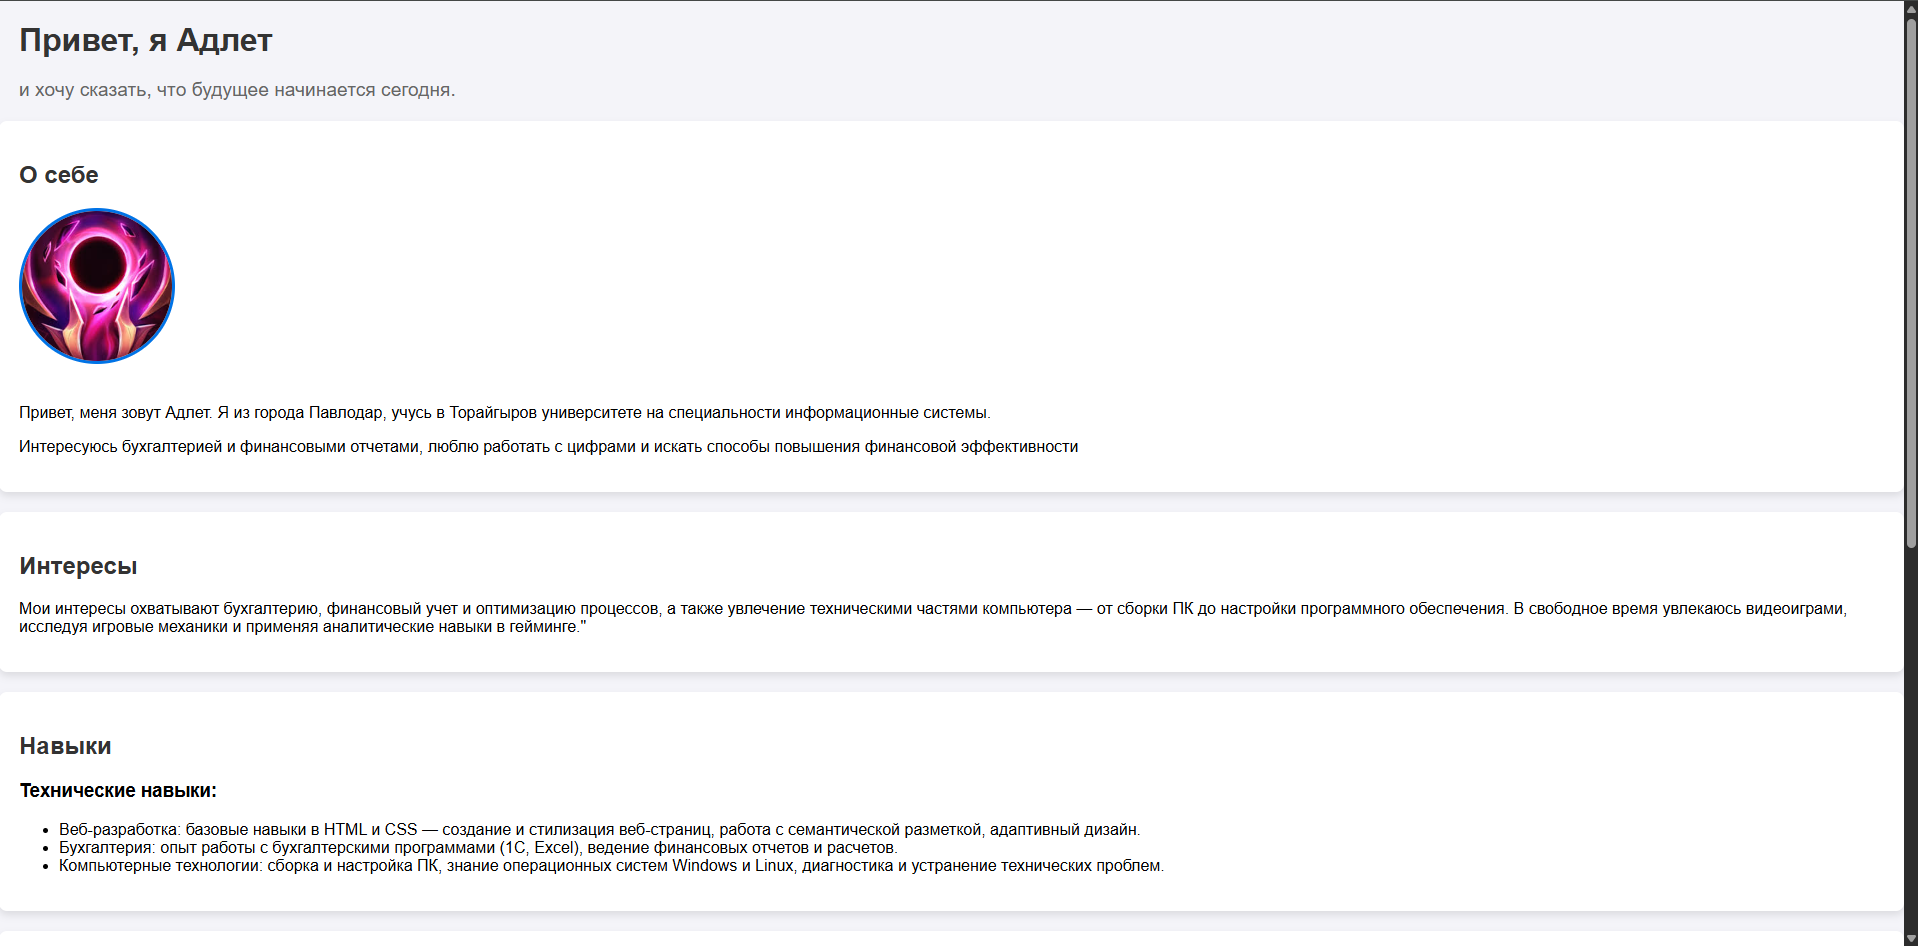 Привет, я Адлет
и хочу сказать, что будущее начинается сегодня.
О себе
Привет, меня зовут Адлет. Я из города Павлодар, учусь в Торайгыров университете на специальности информационные системы.
Интересуюсь бухгалтерией и финансовыми отчетами, люблю работать с цифрами и искать способы повышения финансовой эффективности
Интересы
Мои интересы охватывают бухгалтерию, финансовый учет и оптимизацию процессов, а также увлечение техническими частями компьютера — от сборки ПК до настройки программного обеспечения. В свободное время увлекаюсь видеоиграми,
исследуя игровые механики и применяя аналитические навыки в гейминге."
Навыки
Технические навыки:
• Веб-разработка: базовые навыки в HTML и CSS — создание и стилизация веб-страниц, работа с семантической разметкой, адаптивный дизайн.
• Бухгалтерия: опыт работы с бухгалтерскими программами (1С, Excel), ведение финансовых отчетов и расчетов.
• Компьютерные технологии: сборка и настройка ПК, знание операционных систем Windows и Linux, диагностика и устранение технических проблем.